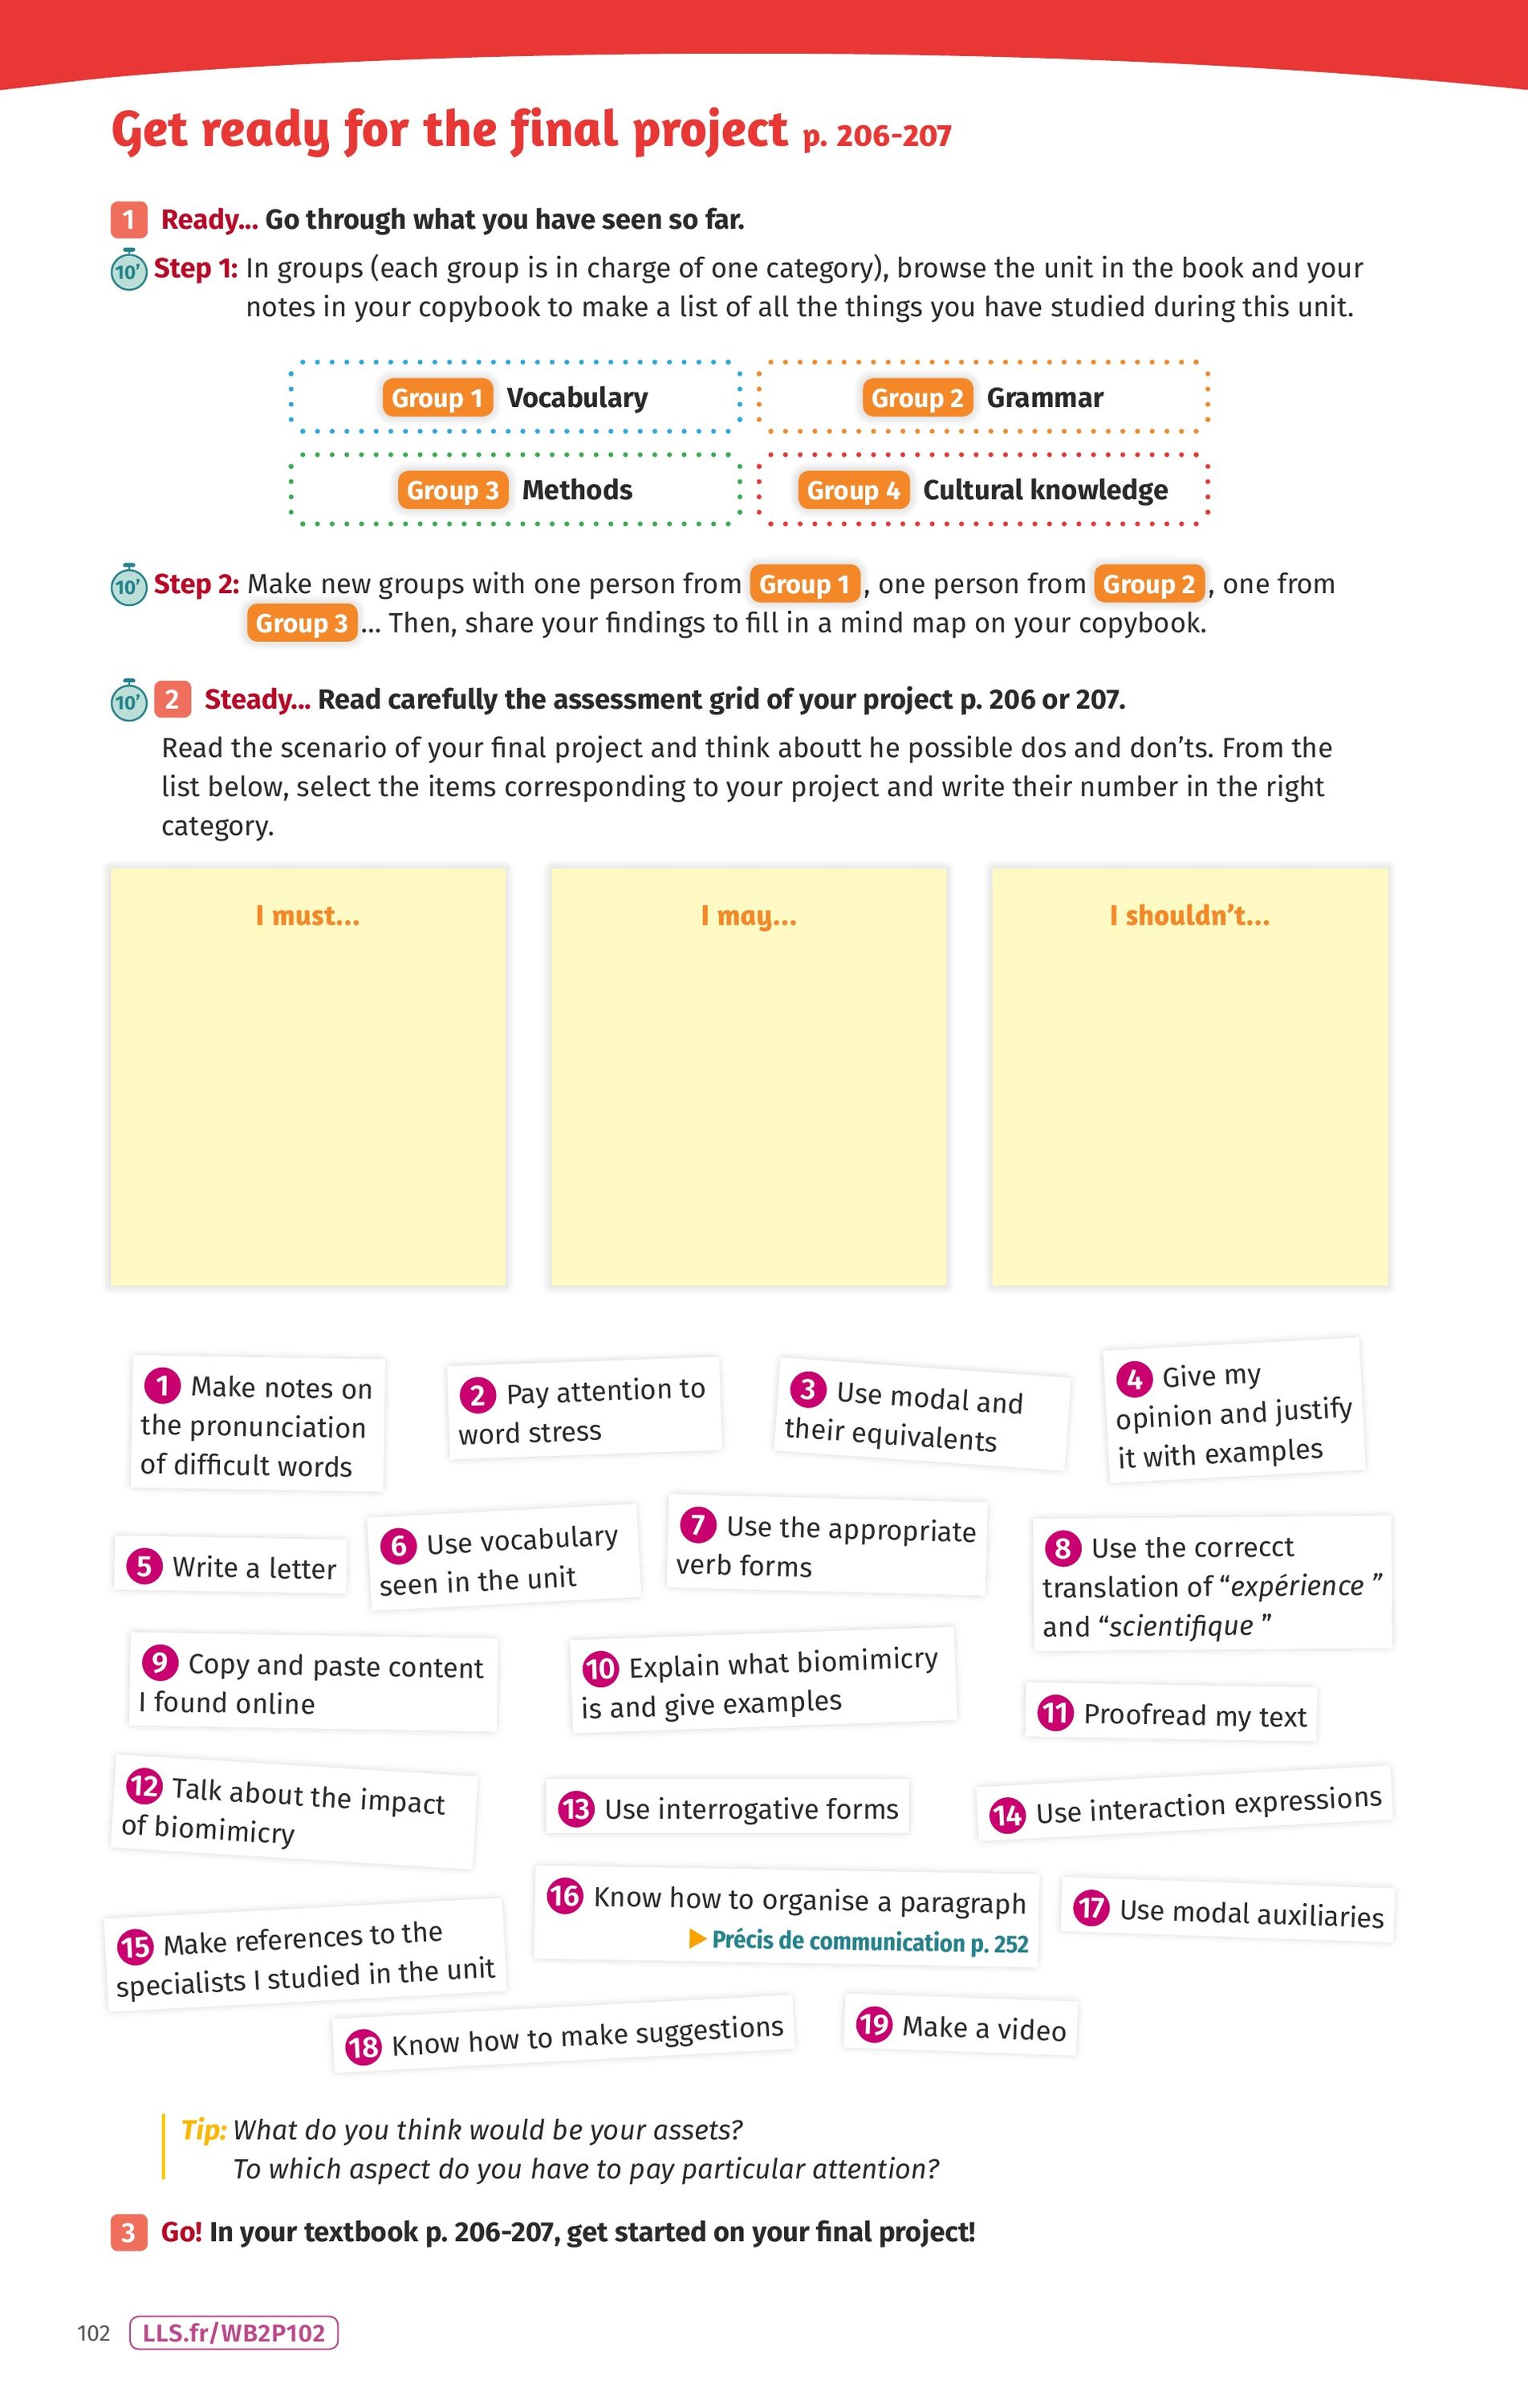 Get ready for the final project p. 206-207
1 Ready... Go through what you have seen so far.
10' Step 1: In groups (each group is in charge of one category), browse the unit in the book and your
notes in your copybook to make a list of all the things you have studied during this unit.
Group 1 Vocabulary
Group 2 Grammar
Group 3 Methods
Group 4 Cultural knowledge
10' Step 2: Make new groups with one person from Group 1, one person from Group 2, one from
Group 3... Then, share your findings to fill in a mind map on your copybook.
10' 2 Steady... Read carefully the assessment grid of your project p. 206 or 207.
Read the scenario of your final project and think aboutt he possible dos and don'ts. From the
list below, select the items corresponding to your project and write their number in the right
category.
I must...
I may...
I shouldn't...
1 Make notes on
the pronunciation
of difficult words
2 Pay attention to
word stress
3 Use modal and
their equivalents
4 Give my
opinion and justify
it with examples
5 Write a letter
6 Use vocabulary
seen in the unit
7 Use the appropriate
verb forms
8 Use the correcct
translation of “expérience ”
and “scientifique ”
9 Copy and paste content
I found online
10 Explain what biomimicry
is and give examples
11 Proofread my text
12 Talk about the impact
of biomimicry
13 Use interrogative forms
14 Use interaction expressions
15 Make references to the
specialists I studied in the unit
16 Know how to organise a paragraph
▶ Précis de communication p. 252
17 Use modal auxiliaries
18 Know how to make suggestions
19 Make a video
Tip: What do you think would be your assets?
To which aspect do you have to pay particular attention?
3 Go! In your textbook p. 206-207, get started on your final project!
102 LLS.fr/WB2P102